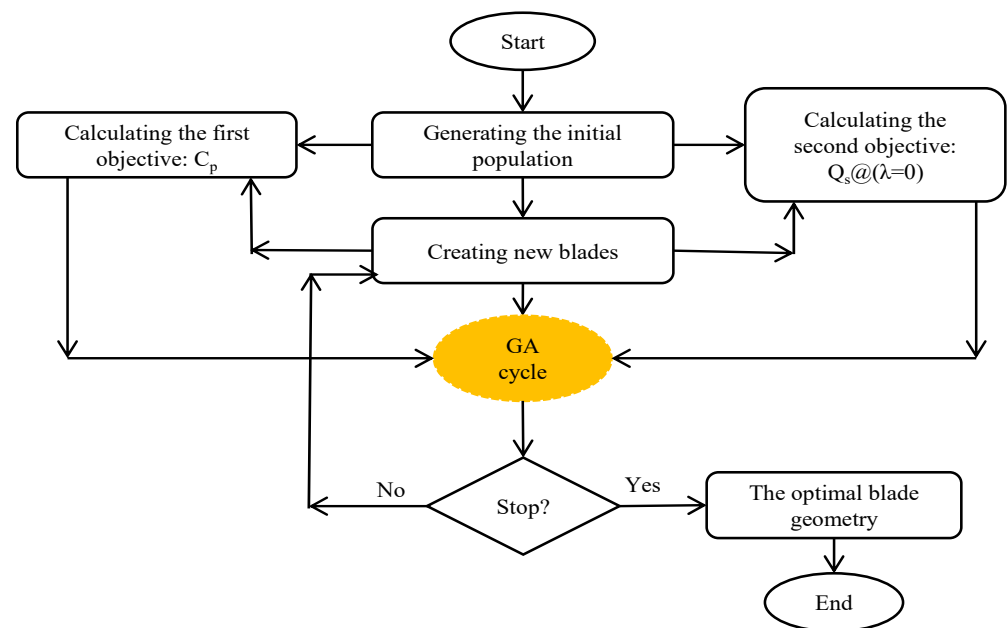 Start
Calculating the first
objective: Cp
Generating the initial
population
Calculating the
second objective:
Qs@(λ=0)
Creating new blades
GA
cycle
No
Stop?
Yes
The optimal blade
geometry
End